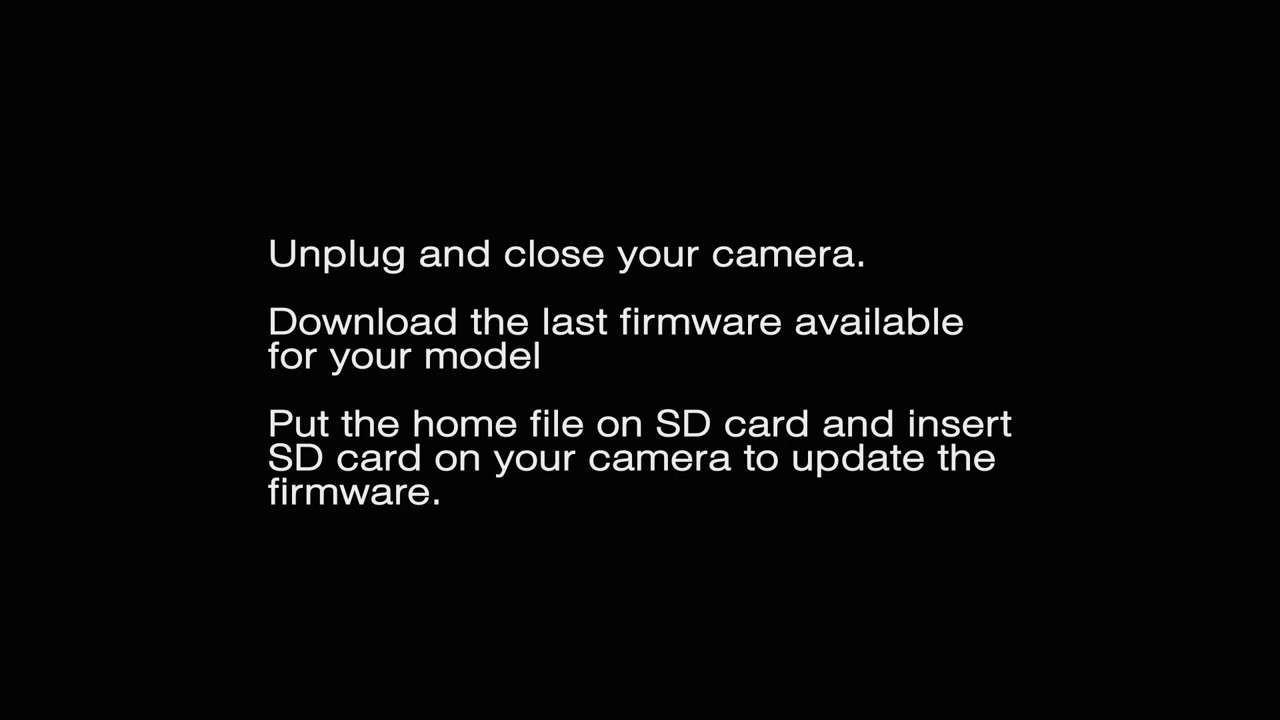 Unplug and close your camera.
Download the last firmware available
for your model
Put the home file on SD card and insert
SD card on your camera to update the
firmware.